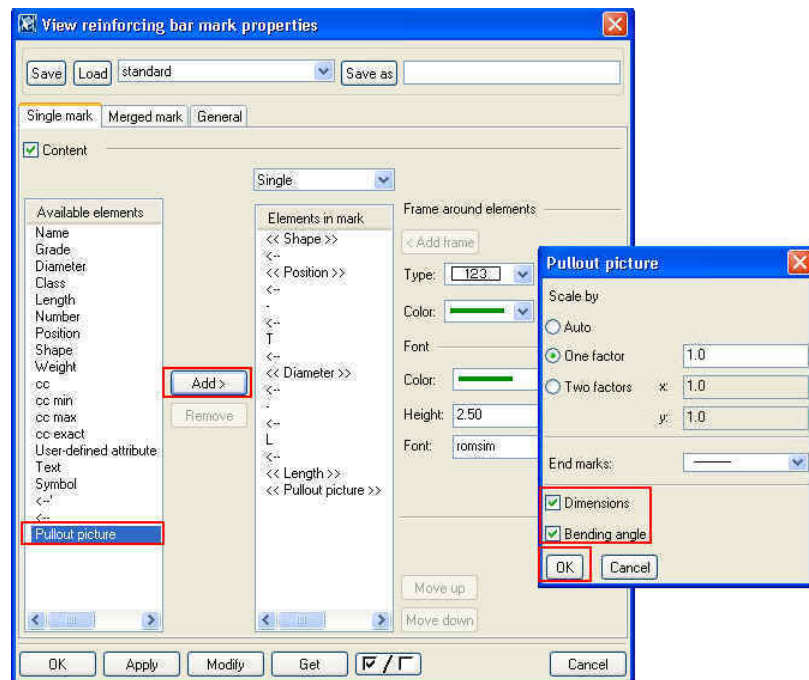 View reinforcing bar mark properties
Save Load standard Save as
Single mark Merged mark General
Content
Single
Available elements
Name
Grade
Diameter
Class
Length
Number
Position
Shape
Weight
cc
cc min
cc max
cc exact
User-defined attribute
Text
Symbol
<--'
<--
Pullout picture
Add >
Remove
Elements in mark
<< Shape >>
<--
<< Position >>
<--
-
<--
T
<--
<< Diameter >>
<--
-
<--
L
<--
<< Length >>
<< Pullout picture >>
Frame around elements
< Add frame
Type: 123
Color:
Font
Color:
Height: 2.50
Font: romsim
Move up
Move down
OK Apply Modify Get / Cancel
Pullout picture
Scale by
Auto
One factor 1.0
Two factors x: 1.0
y: 1.0
End marks:
Dimensions
Bending angle
OK Cancel